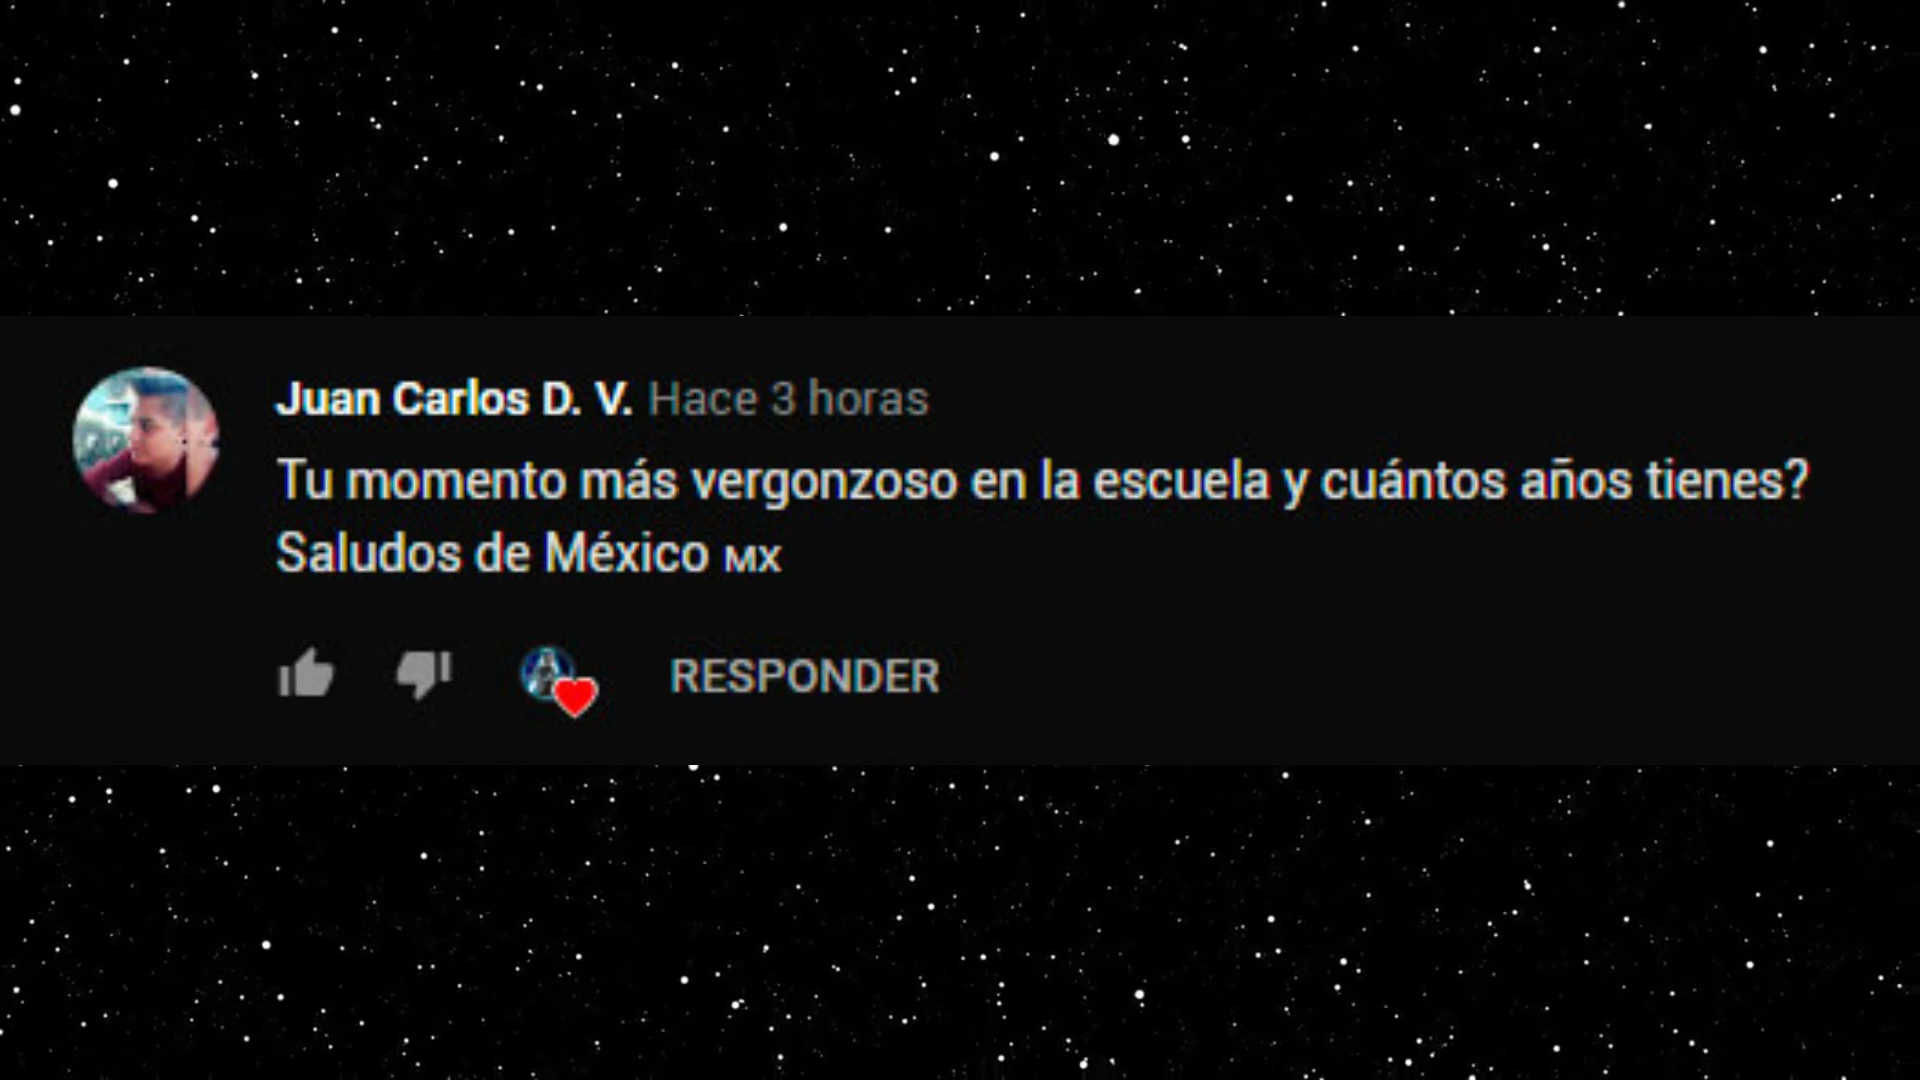 Juan Carlos D. V. Hace 3 horas
Tu momento más vergonzoso en la escuela y cuántos años tienes?
Saludos de México MX
RESPONDER